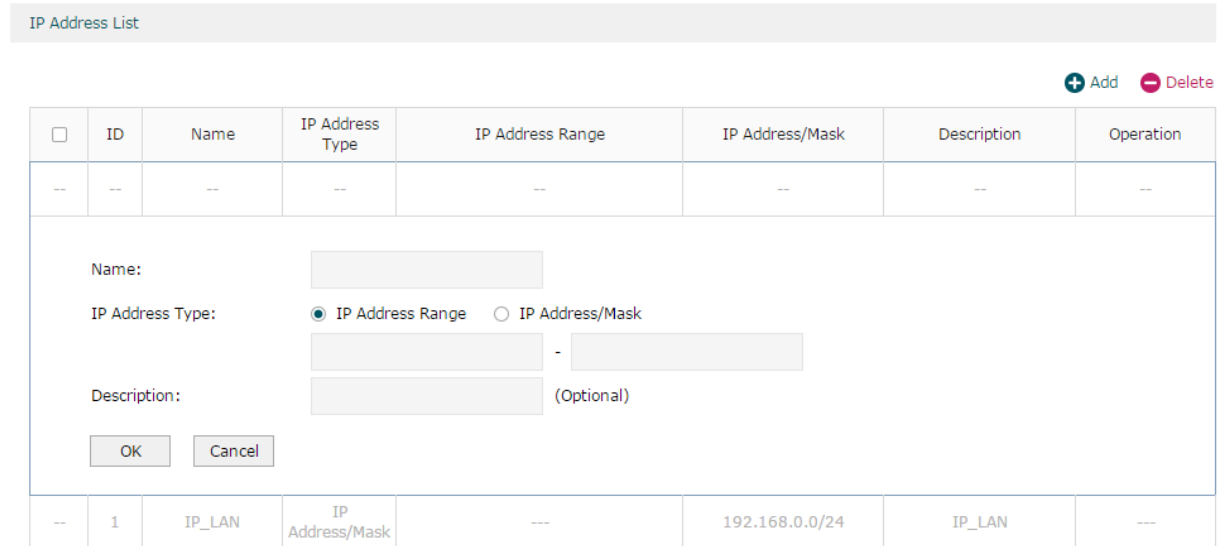 IP Address List
Add Delete
ID Name IP Address Type IP Address Range IP Address/Mask Description Operation
-- -- -- -- -- -- -- --
Name:
IP Address Type: IP Address Range IP Address/Mask
-
Description: (Optional)
OK Cancel
-- 1 IP_LAN IP Address/Mask --- 192.168.0.0/24 IP_LAN ---